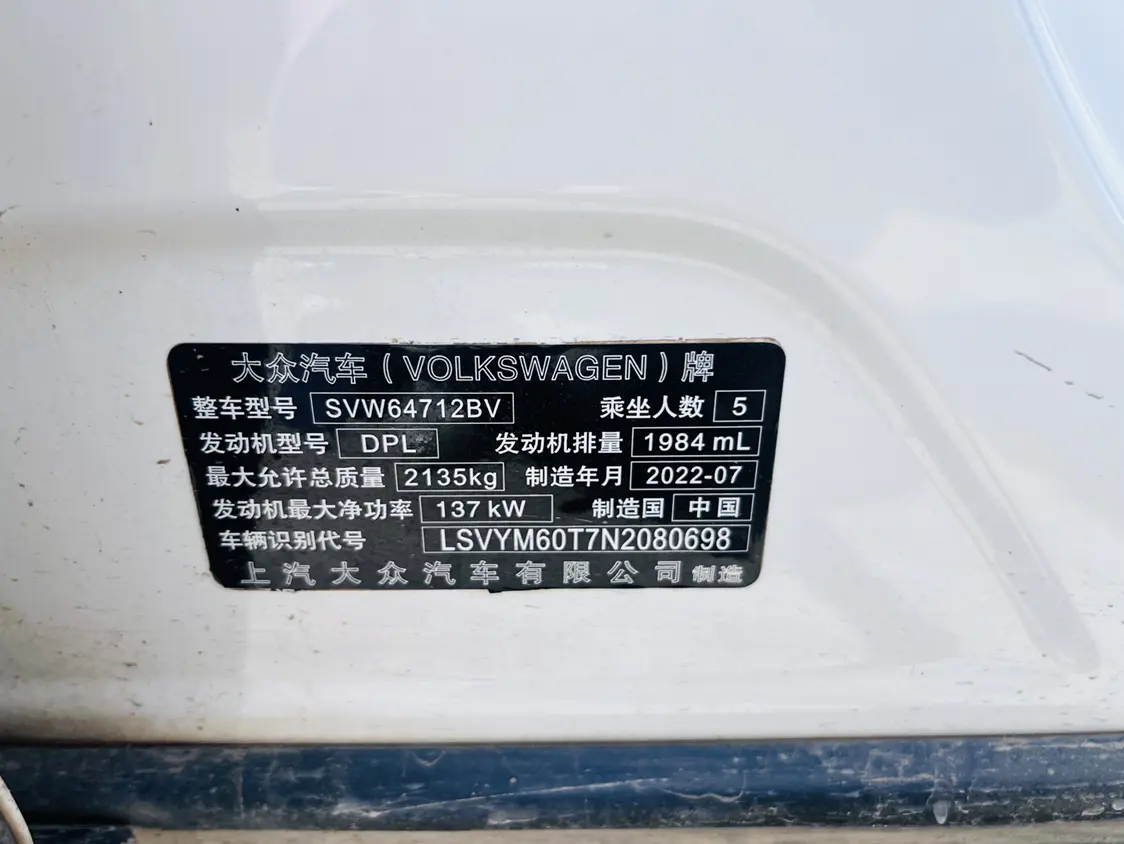 大众汽车（VOLKSWAGEN）牌
整车型号 SVW64712BV 乘坐人数 5
发动机型号 DPL 发动机排量 1984 mL
最大允许总质量 2135kg 制造年月 2022-07
发动机最大净功率 137 kW 制造国 中国
车辆识别代号 LSVYM60T7N2080698
上汽大众汽车有限公司 制造